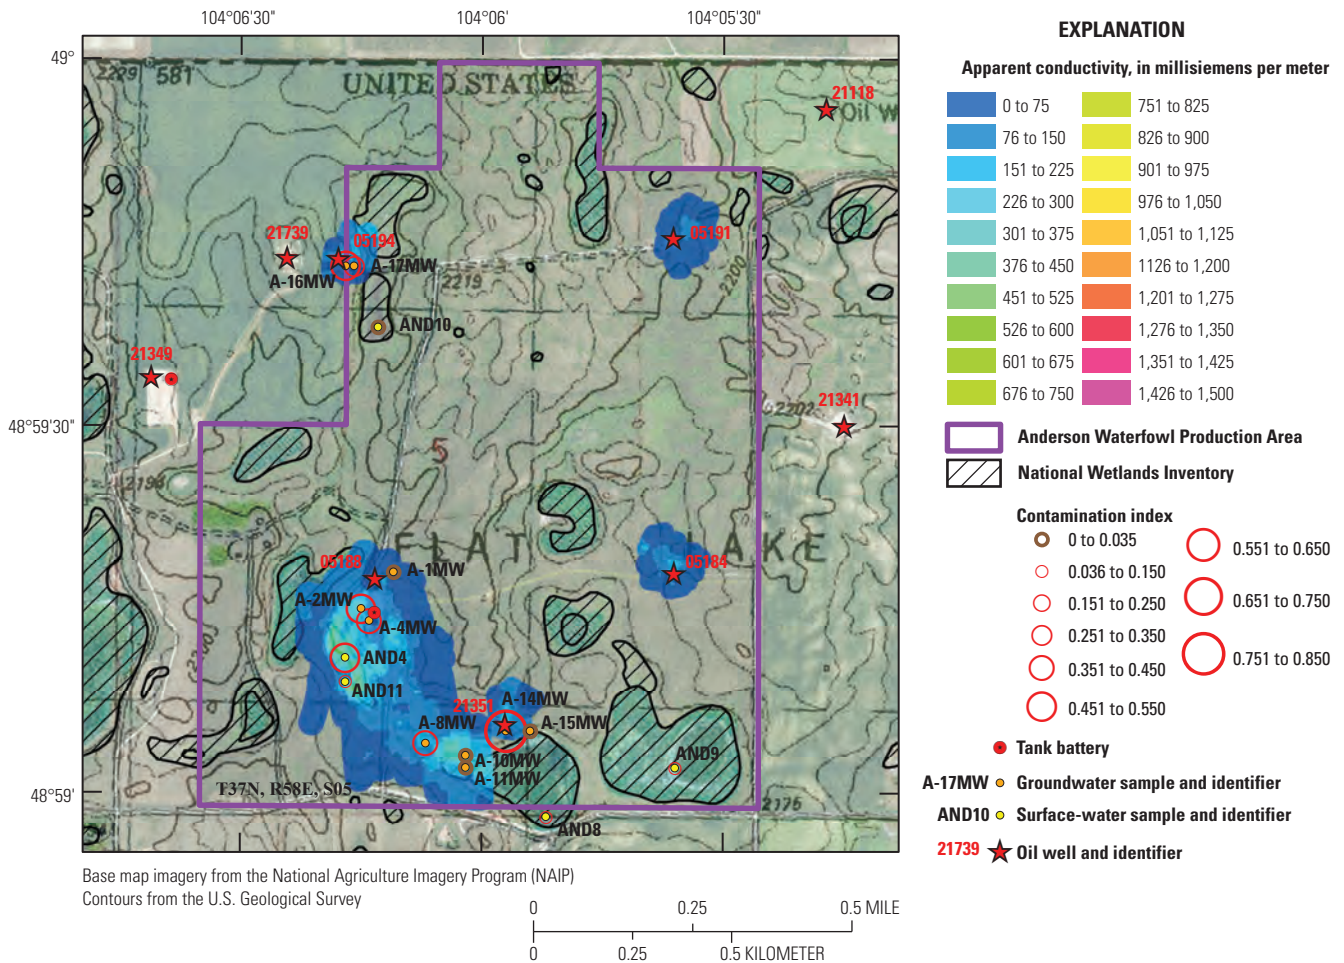 104°06'30"
104°06'
104°05'30"
49°
48°59'30"
48°59'
2229
581
UNITED STATES
21118
Oil W
21739
05194
05191
A-17MW
A-16MW
2219
2200
AND10
21349
21341
2202
5
2196
FLAT LAKE
05188
05184
A-1MW
A-2MW
A-4MW
2200
AND4
AND11
A-14MW
21351
A-8MW
A-15MW
A-10MW
AND9
A-11MW
T37N, R58E, S05
2175
AND8
Base map imagery from the National Agriculture Imagery Program (NAIP)
Contours from the U.S. Geological Survey
0 0.25 0.5 MILE
0 0.25 0.5 KILOMETER
EXPLANATION
Apparent conductivity, in millisiemens per meter
0 to 75
76 to 150
151 to 225
226 to 300
301 to 375
376 to 450
451 to 525
526 to 600
601 to 675
676 to 750
751 to 825
826 to 900
901 to 975
976 to 1,050
1,051 to 1,125
1126 to 1,200
1,201 to 1,275
1,276 to 1,350
1,351 to 1,425
1,426 to 1,500
Anderson Waterfowl Production Area
National Wetlands Inventory
Contamination index
0 to 0.035
0.036 to 0.150
0.151 to 0.250
0.251 to 0.350
0.351 to 0.450
0.451 to 0.550
0.551 to 0.650
0.651 to 0.750
0.751 to 0.850
Tank battery
A-17MW Groundwater sample and identifier
AND10 Surface-water sample and identifier
21739 Oil well and identifier